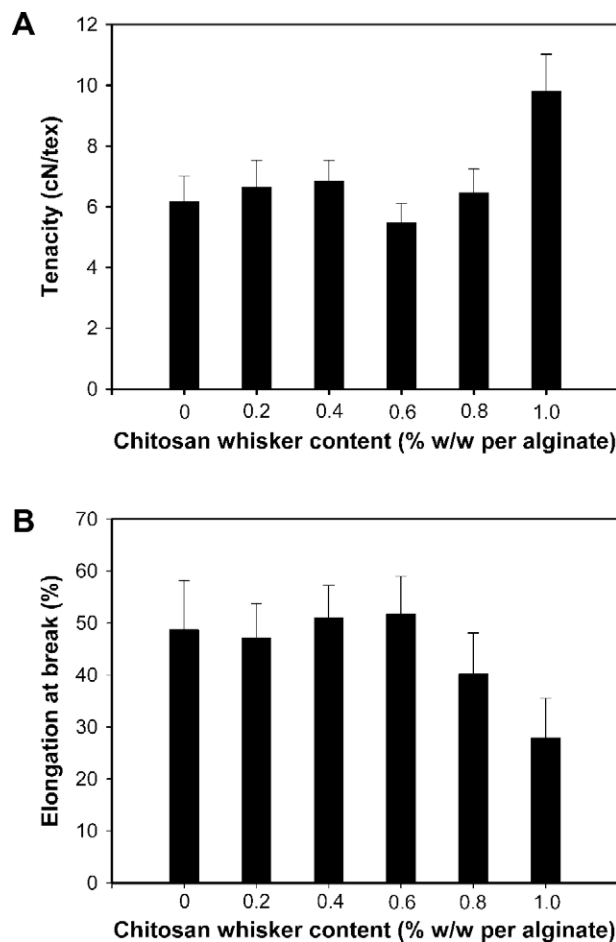 A
Tenacity (cN/tex)
12
10
8
6
4
2
0
0 0.2 0.4 0.6 0.8 1.0
Chitosan whisker content (% w/w per alginate)
B
Elongation at break (%)
70
60
50
40
30
20
10
0
0 0.2 0.4 0.6 0.8 1.0
Chitosan whisker content (% w/w per alginate)